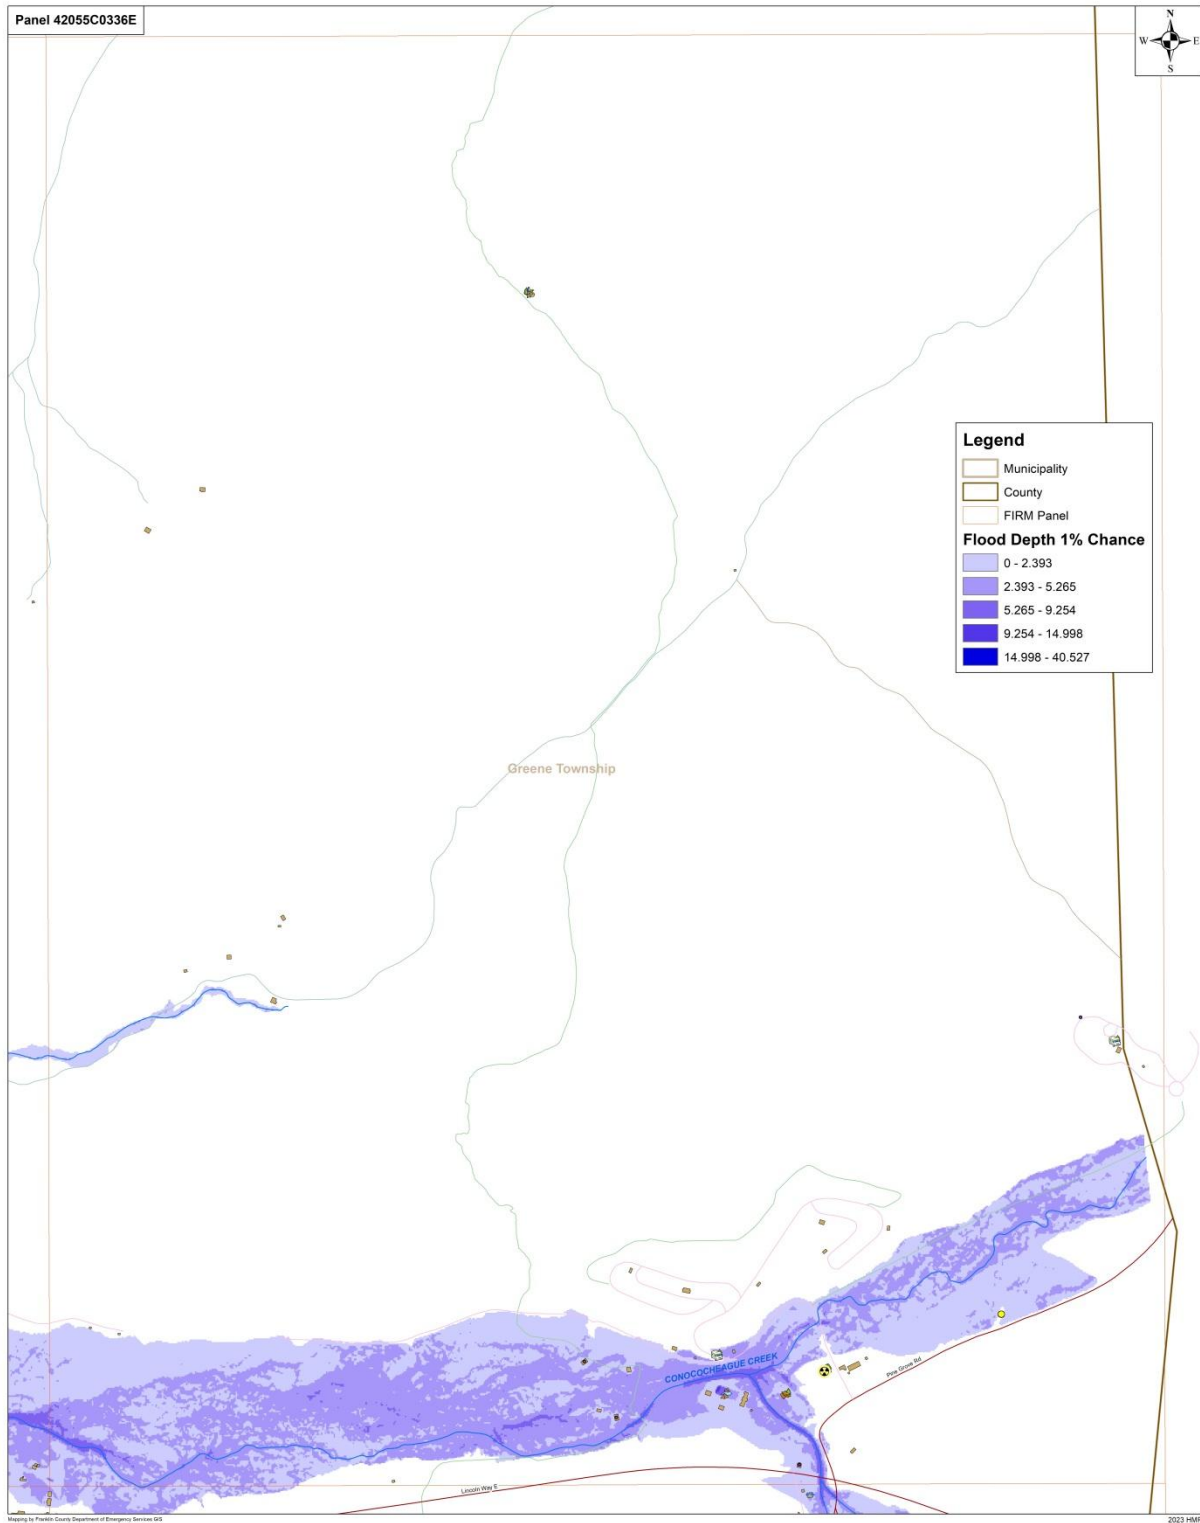 Panel 42055C0336E
N
W E
S
Legend
Municipality
County
FIRM Panel
Flood Depth 1% Chance
0 - 2.393
2.393 - 5.265
5.265 - 9.254
9.254 - 14.998
14.998 - 40.527
Greene Township
CONOCOCHEAGUE CREEK
Pine Grove Rd
Lincoln Way E
Mapping by Franklin County Department of Emergency Services GIS
2023 HMP